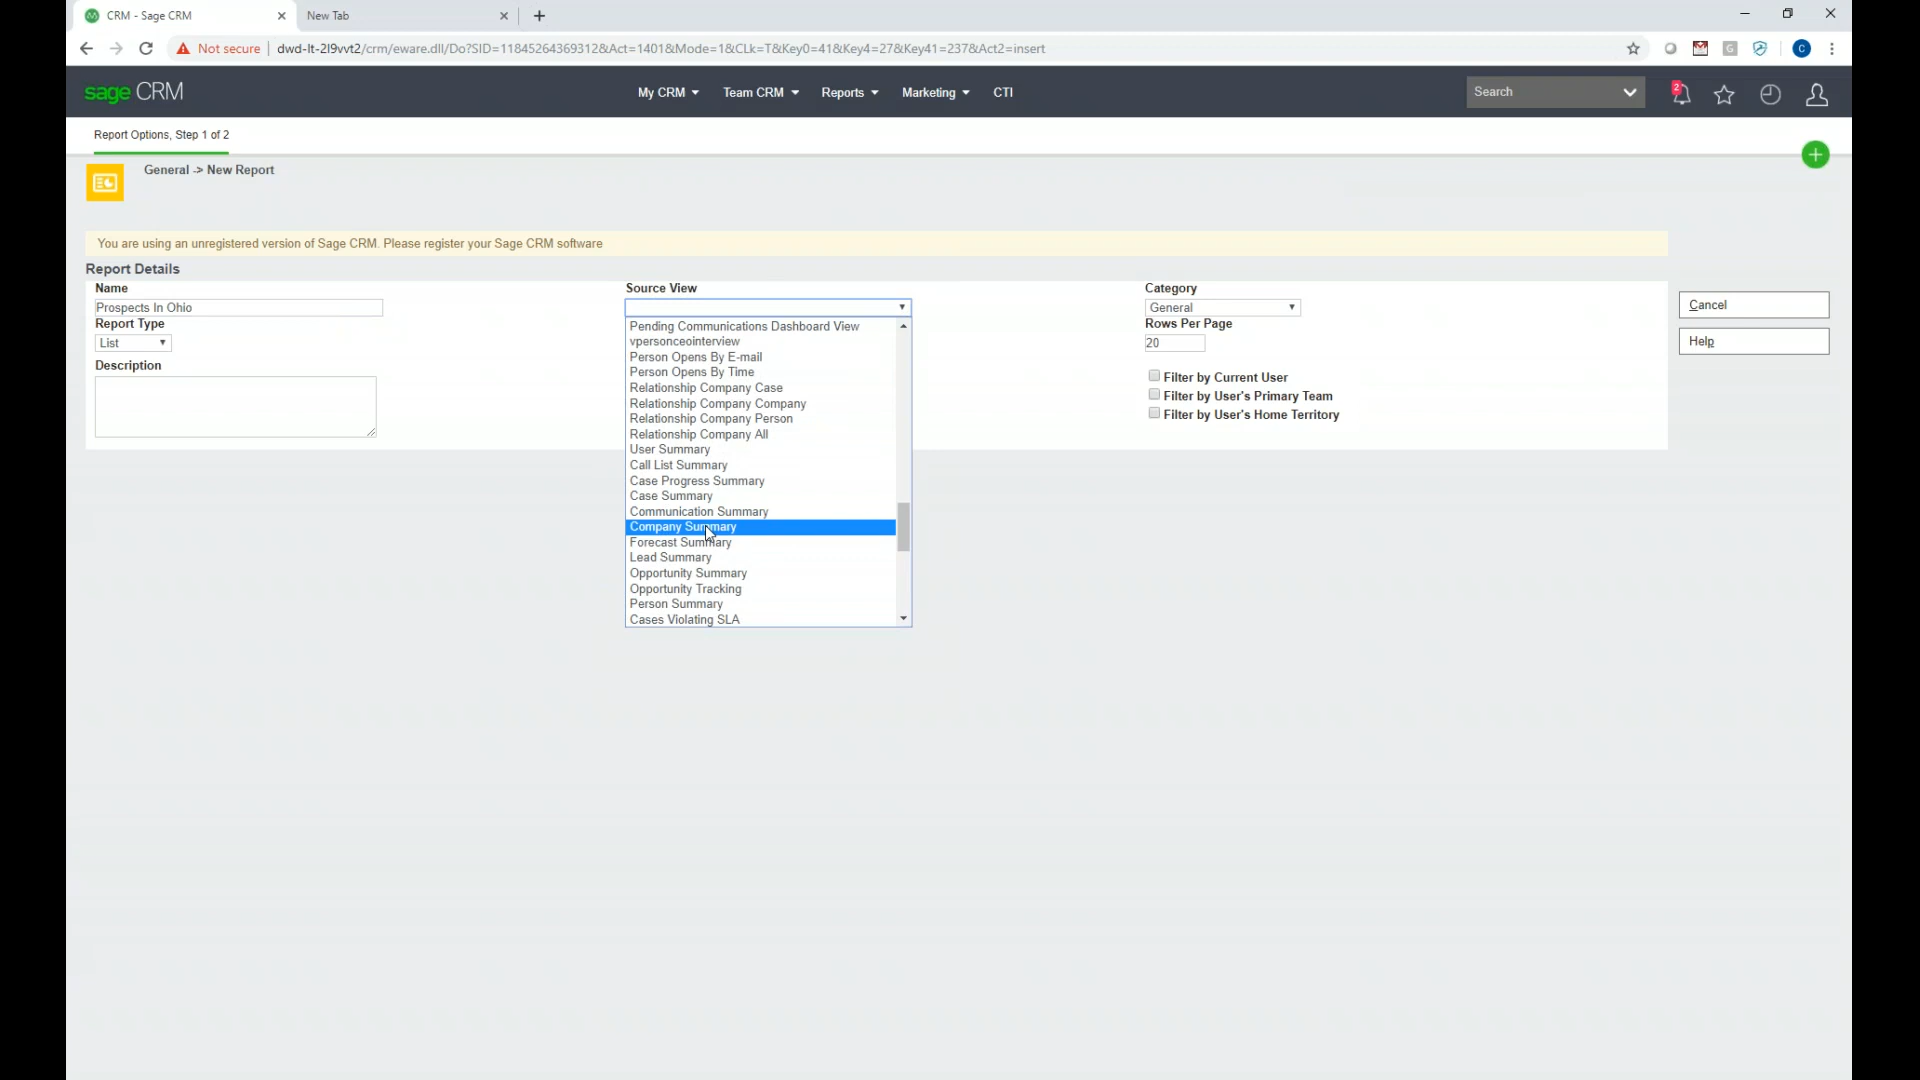 CRM - Sage CRM
New Tab
Not secure
dwd-lt-2l9vvt2/crm/eware.dll/Do?SID=118452643693128&Act=1401&Mode=1&CLk=T&Key0=41&Key4=27&Key41=237&Act2=insert
G
C
sage CRM
My CRM
Team CRM
Reports
Marketing
CTI
Search
2
Report Options, Step 1 of 2
General -> New Report
You are using an unregistered version of Sage CRM. Please register your Sage CRM software
Report Details
Name
Source View
Category
Prospects In Ohio
General
Cancel
Report Type
Rows Per Page
List
20
Help
Description
Filter by Current User
Filter by User's Primary Team
Filter by User's Home Territory
Pending Communications Dashboard View
vpersonceointerview
Person Opens By E-mail
Person Opens By Time
Relationship Company Case
Relationship Company Company
Relationship Company Person
Relationship Company All
User Summary
Call List Summary
Case Progress Summary
Case Summary
Communication Summary
Company Summary
Forecast Summary
Lead Summary
Opportunity Summary
Opportunity Tracking
Person Summary
Cases Violating SLA